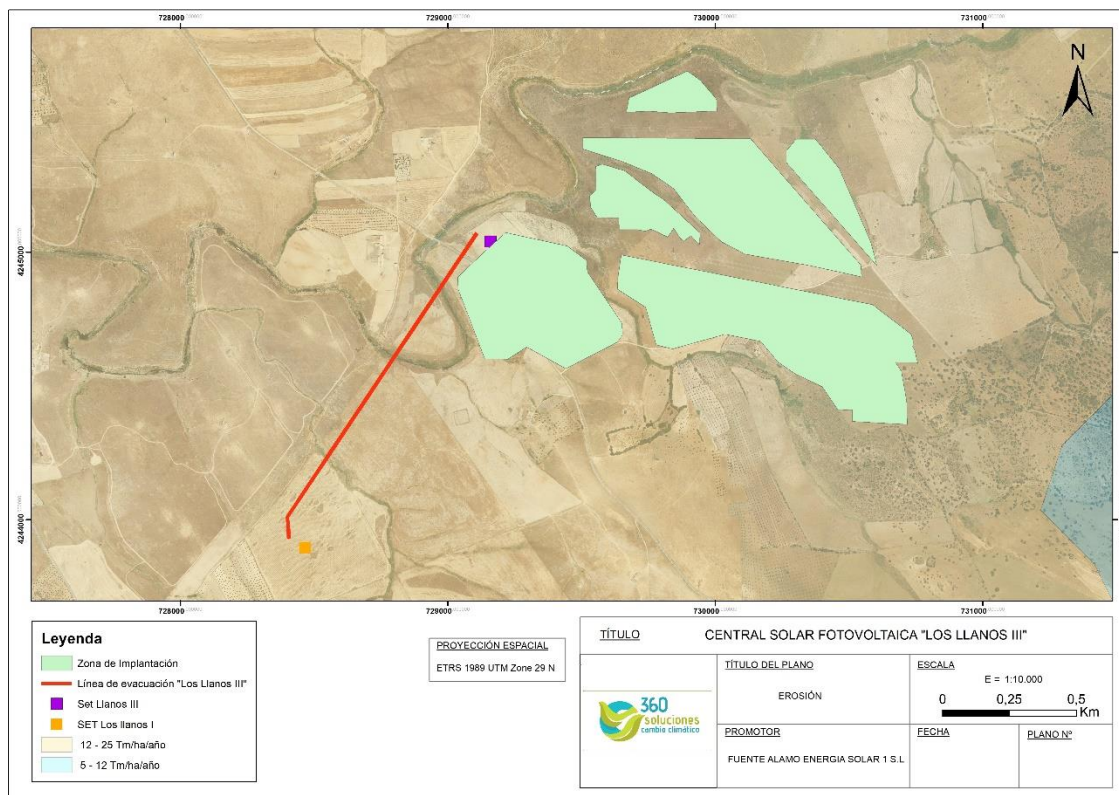 728000
729000
730000
731000
N
4245000
4244000
728000
729000
730000
731000
Leyenda
Zona de Implantación
Línea de evacuación "Los Llanos III"
Set Llanos III
SET Los llanos I
12 - 25 Tm/ha/año
5 - 12 Tm/ha/año
PROYECCIÓN ESPACIAL
ETRS 1989 UTM Zone 29 N
TÍTULO
CENTRAL SOLAR FOTOVOLTAICA "LOS LLANOS III"
360
soluciones
cambio climático
TÍTULO DEL PLANO
EROSIÓN
ESCALA
E = 1:10.000
0 0,25 0,5
Km
PROMOTOR
FUENTE ALAMO ENERGIA SOLAR 1 S.L
FECHA
PLANO Nº